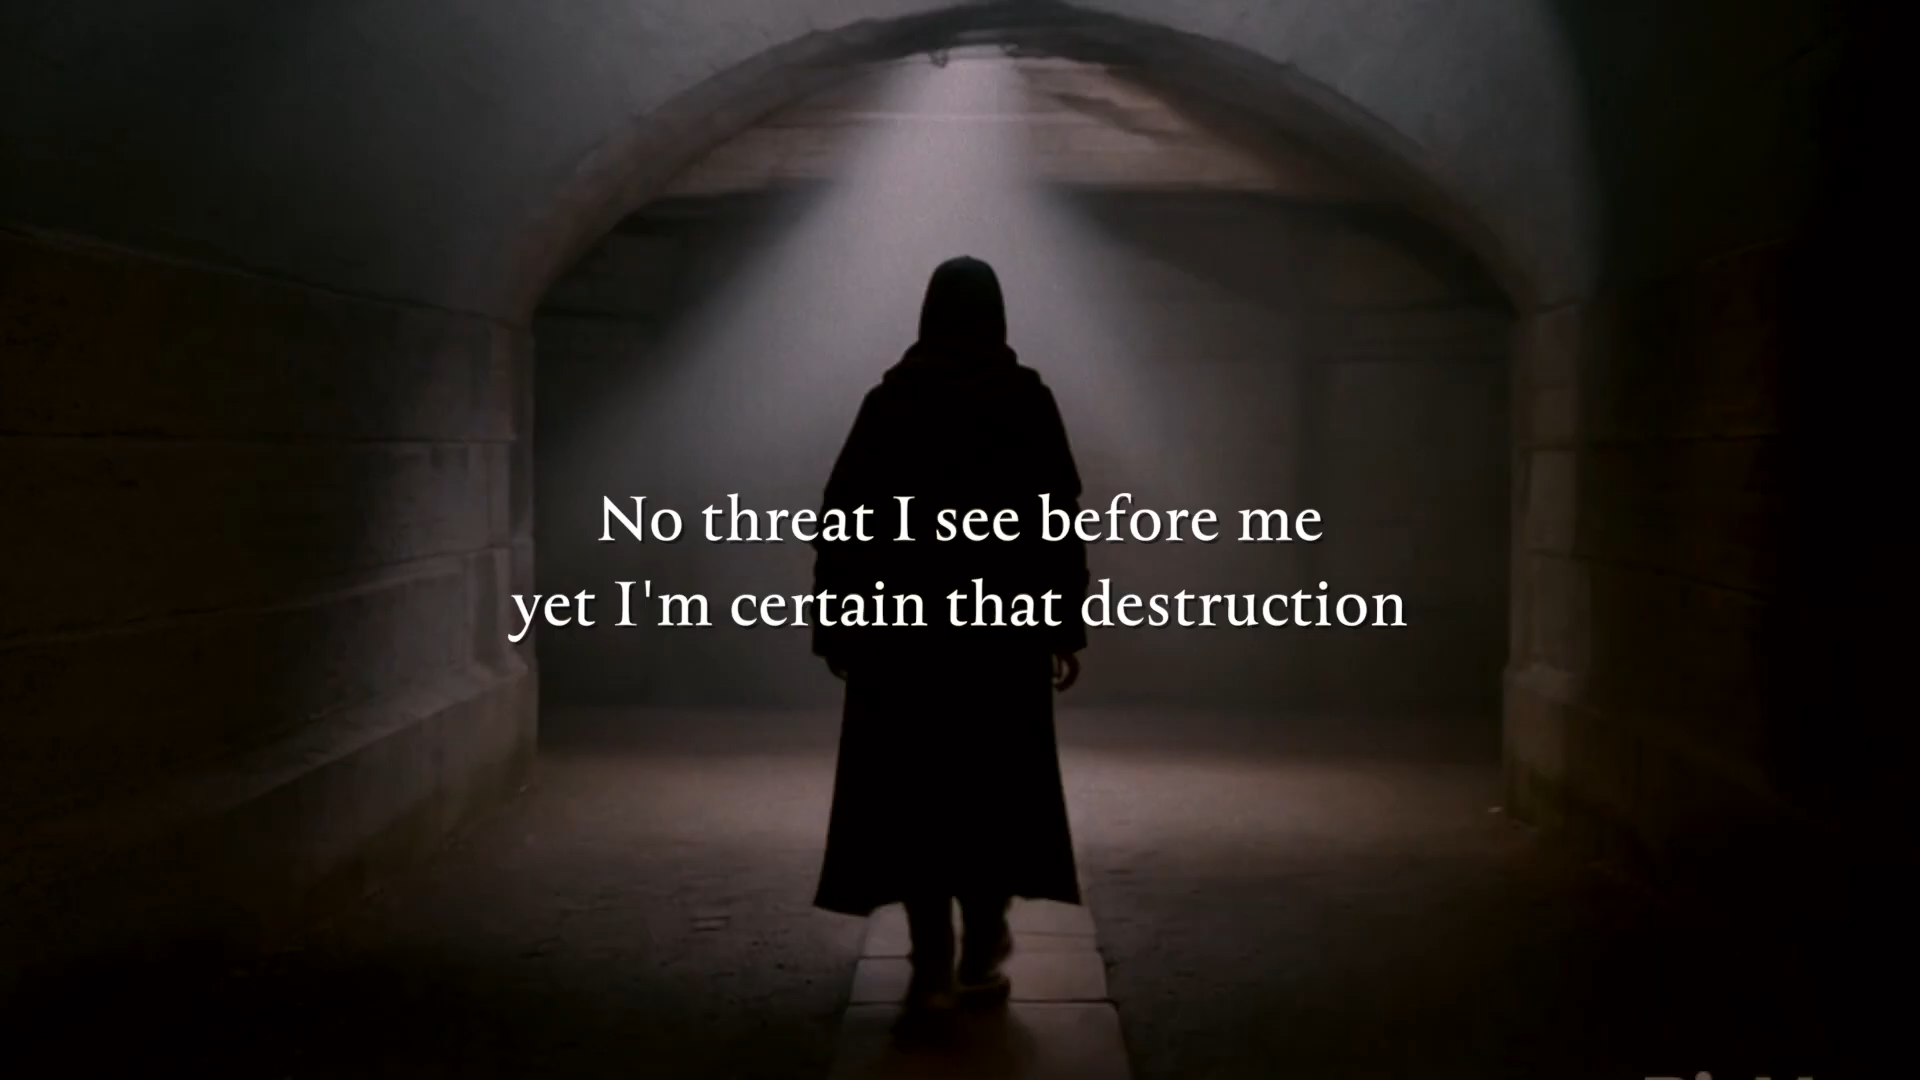 No threat I see before me
yet I'm certain that destruction